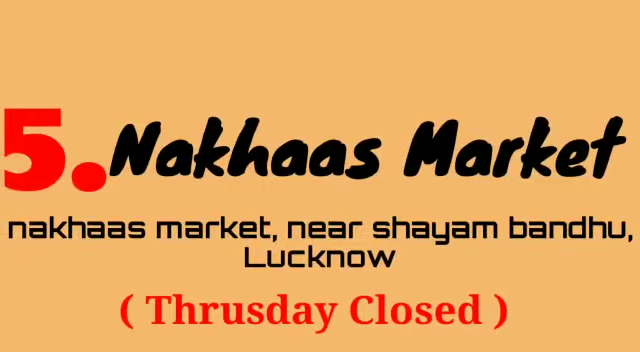 5. Nakhaas Market
nakhaas market, near shayam bandhu,
Lucknow
( Thrusday Closed )